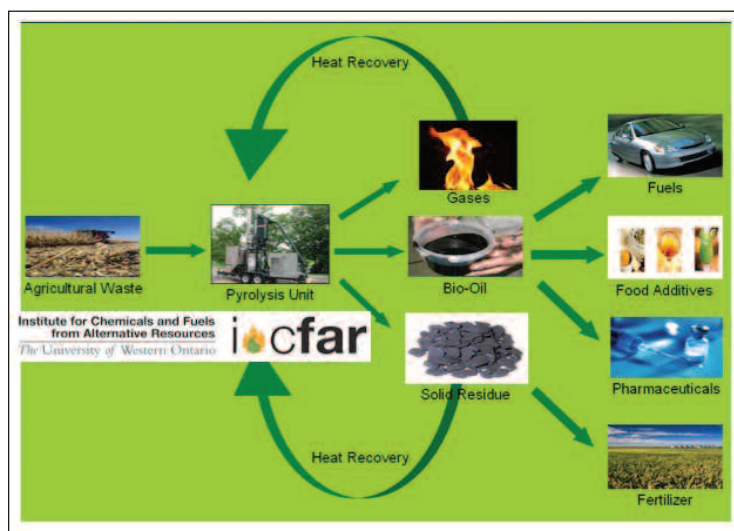 Heat Recovery
Gases
Fuels
Agricultural Waste
Pyrolysis Unit
Bio-Oil
Food Additives
Institute for Chemicals and Fuels
from Alternative Resources
The University of Western Ontario
icfar
Solid Residue
Pharmaceuticals
Heat Recovery
Fertilizer